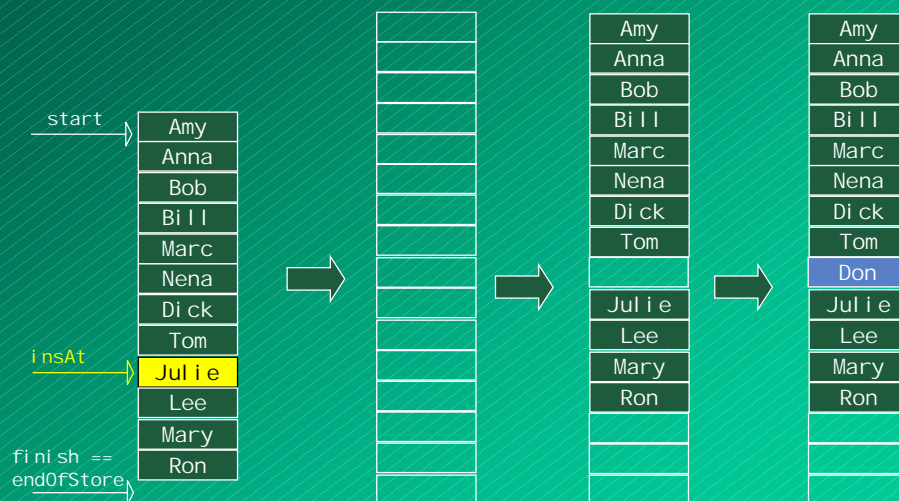 start
insAt
finish ==
endOfStore
Amy
Anna
Bob
Bill
Marc
Nena
Dick
Tom
Julie
Lee
Mary
Ron
Amy
Anna
Bob
Bill
Marc
Nena
Dick
Tom
Julie
Lee
Mary
Ron
Amy
Anna
Bob
Bill
Marc
Nena
Dick
Tom
Don
Julie
Lee
Mary
Ron